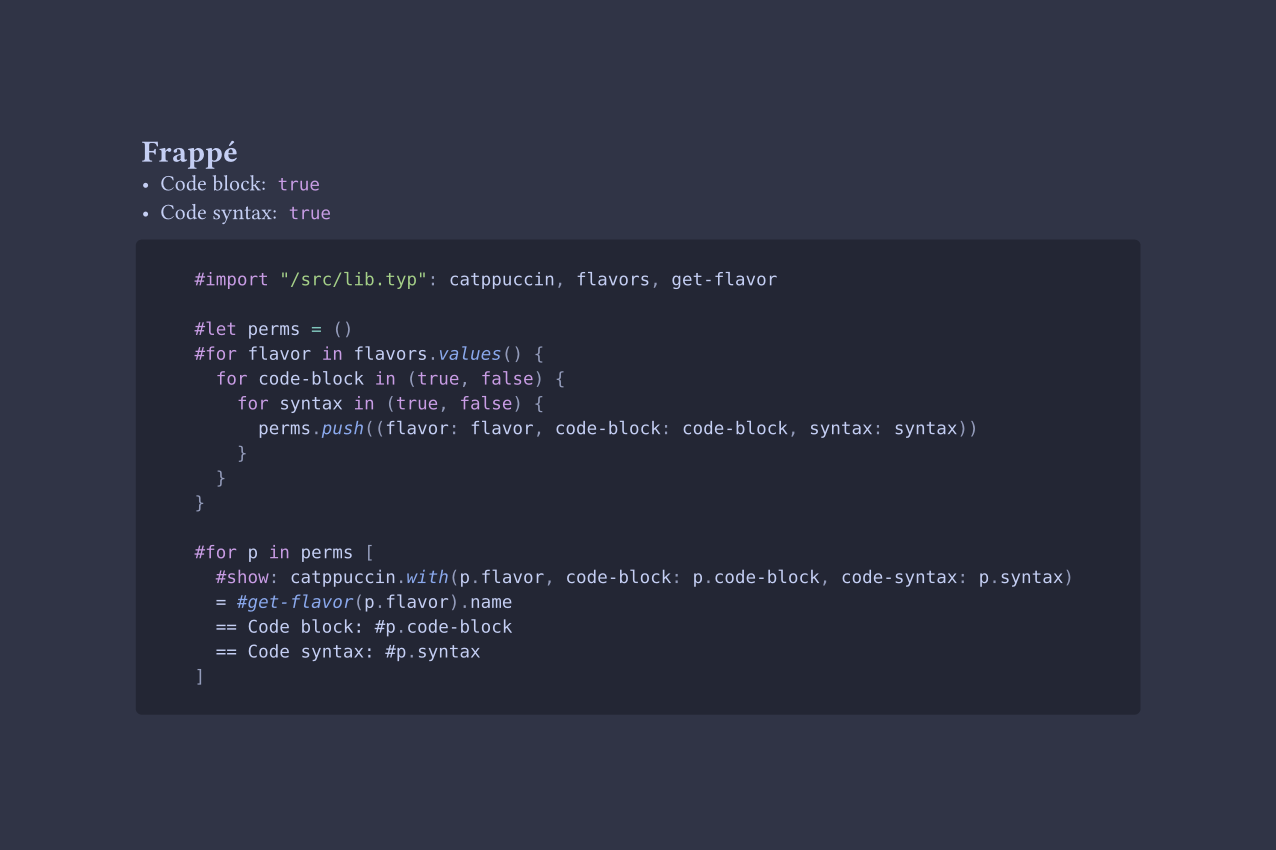 Frappé
• Code block: true
• Code syntax: true
#import "/src/lib.typ": catppuccin, flavors, get-flavor
#let perms = ()
#for flavor in flavors.values() {
  for code-block in (true, false) {
    for syntax in (true, false) {
      perms.push((flavor: flavor, code-block: code-block, syntax: syntax))
    }
  }
}
#for p in perms [
  #show: catppuccin.with(p.flavor, code-block: p.code-block, code-syntax: p.syntax)
  = #get-flavor(p.flavor).name
  == Code block: #p.code-block
  == Code syntax: #p.syntax
]